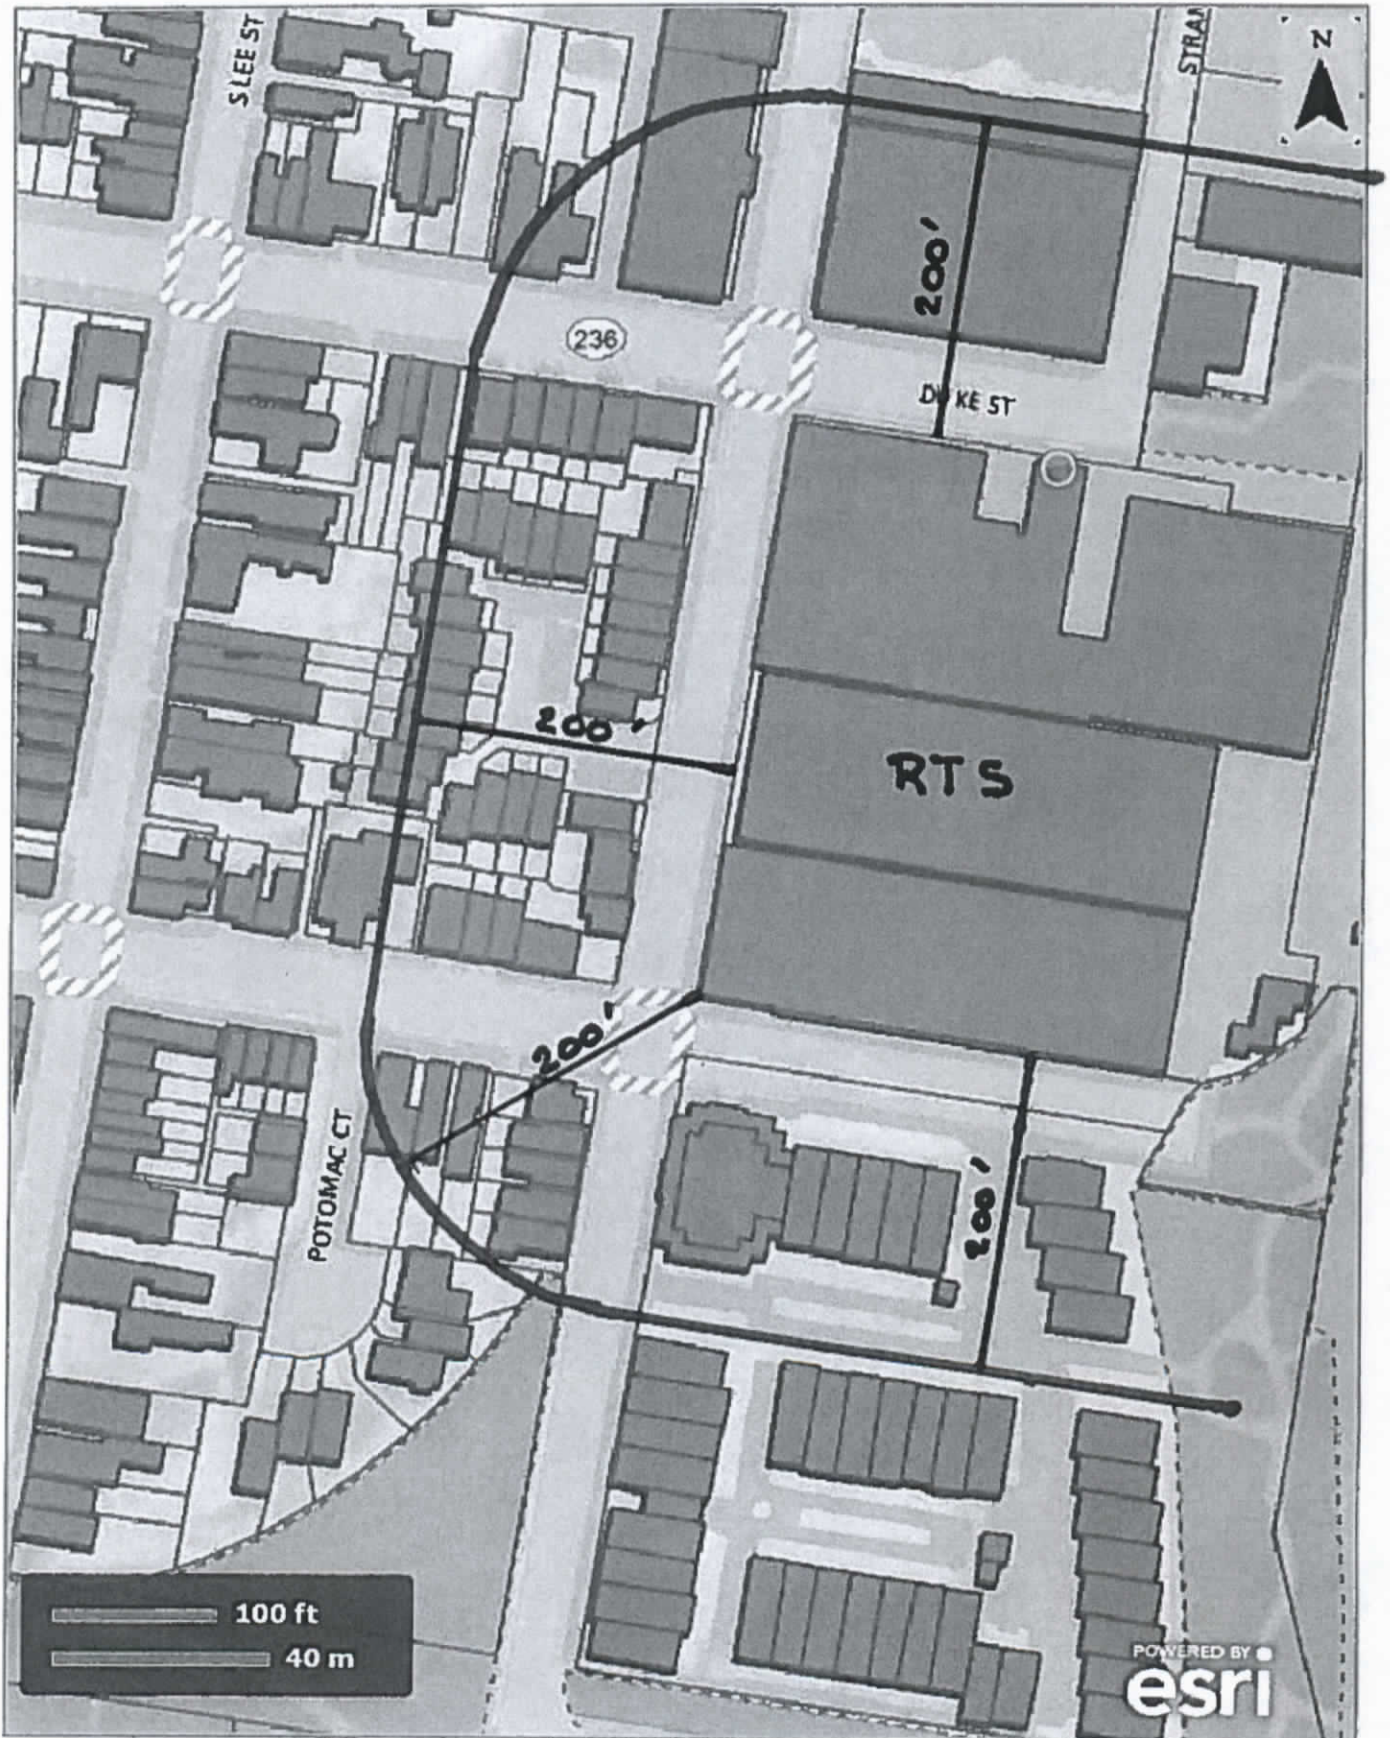 S LEE ST
STRAN
N
200'
236
DUKE ST
200'
RTS
200'
200'
POTOMAC CT
100 ft
40 m
POWERED BY
esri